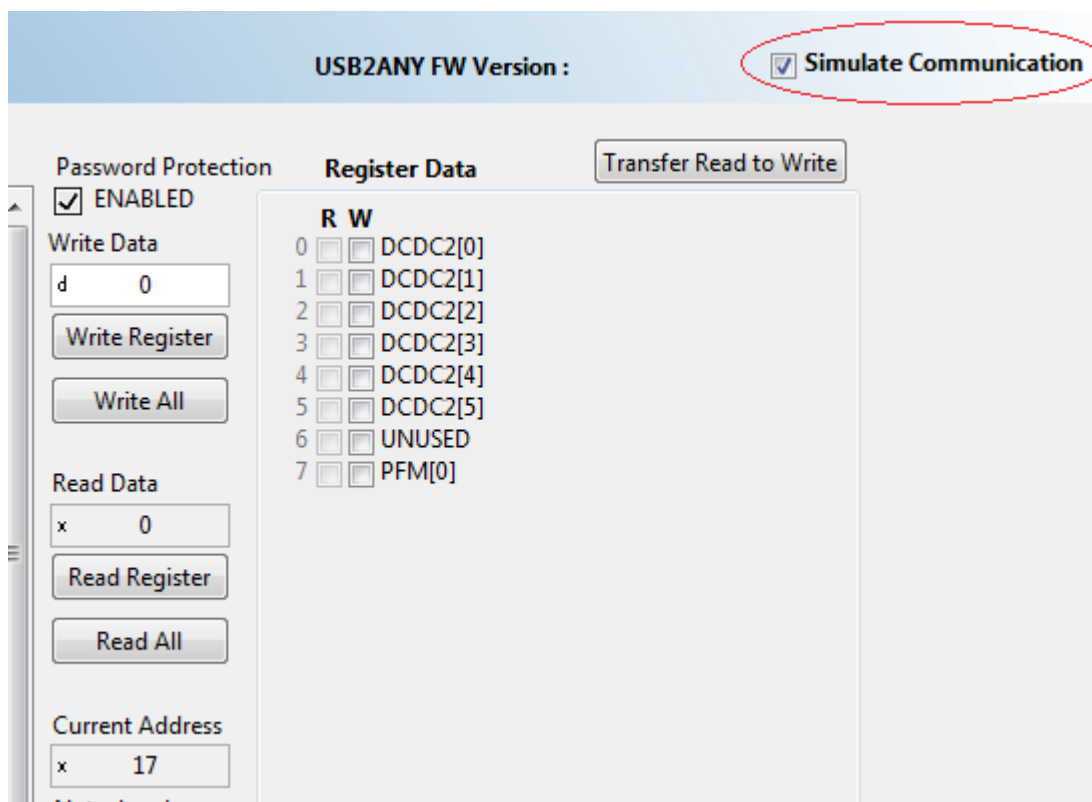 USB2ANY FW Version :
Simulate Communication
Password Protection
ENABLED
Write Data
d 0
Write Register
Write All
Read Data
x 0
Read Register
Read All
Current Address
x 17
Register Data
Transfer Read to Write
R W
0 DCDC2[0]
1 DCDC2[1]
2 DCDC2[2]
3 DCDC2[3]
4 DCDC2[4]
5 DCDC2[5]
6 UNUSED
7 PFM[0]